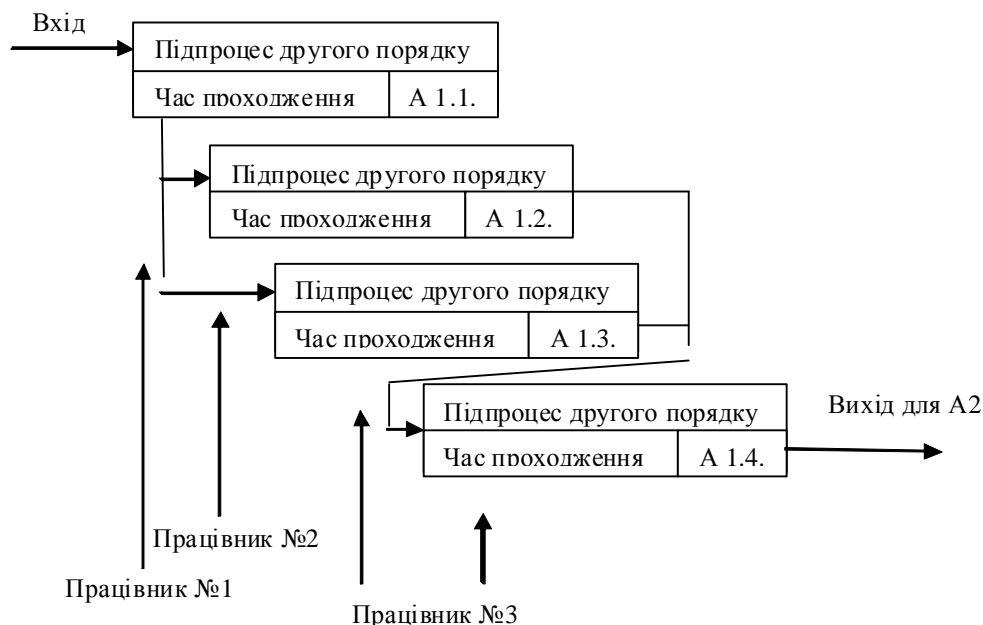 Вхід
Підпроцес другого порядку
Час проходження А 1.1.
Підпроцес другого порядку
Час проходження А 1.2.
Підпроцес другого порядку
Час проходження А 1.3.
Підпроцес другого порядку
Вихід для А2
Час проходження А 1.4.
Працівник №2
Працівник №1
Працівник №3